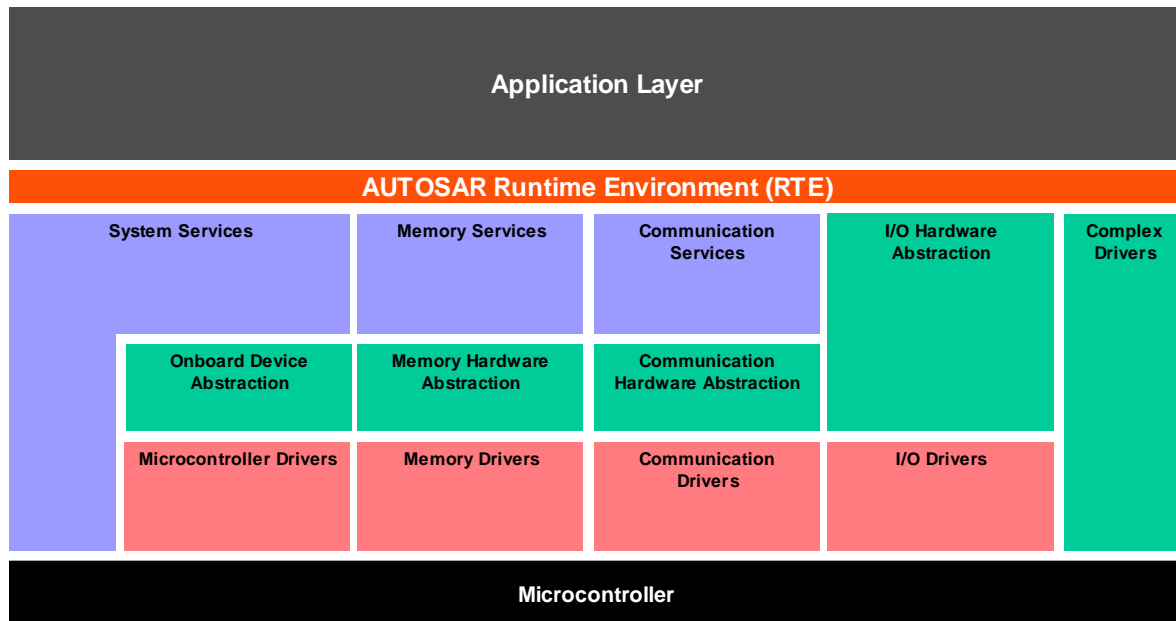 Application Layer
AUTOSAR Runtime Environment (RTE)
System Services
Memory Services
Communication
Services
I/O Hardware
Abstraction
Complex
Drivers
Onboard Device
Abstraction
Memory Hardware
Abstraction
Communication
Hardware Abstraction
Microcontroller Drivers
Memory Drivers
Communication
Drivers
I/O Drivers
Microcontroller